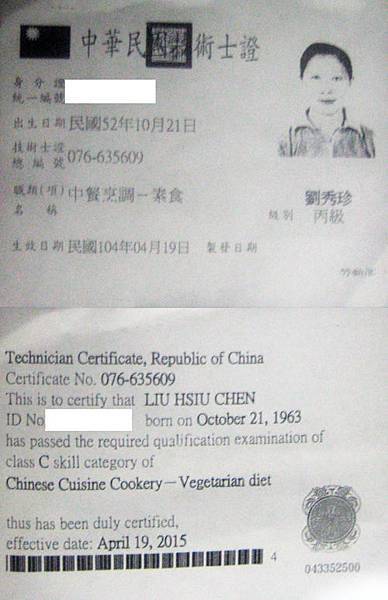 中華民國技術士證
身分證
統一編號
出生日期 民國52年10月21日
技術士證
總編號 076-635609
職類(項) 中餐烹調－素食
名稱
劉秀珍
級別 丙級
生效日期 民國104年04月19日 製發日期
Technician Certificate, Republic of China
Certificate No. 076-635609
This is to certify that LIU HSIU CHEN
ID No born on October 21, 1963
has passed the required qualification examination of
class C skill category of
Chinese Cuisine Cookery－Vegetarian diet
thus has been duly certified,
effective date: April 19, 2015
4
043352500